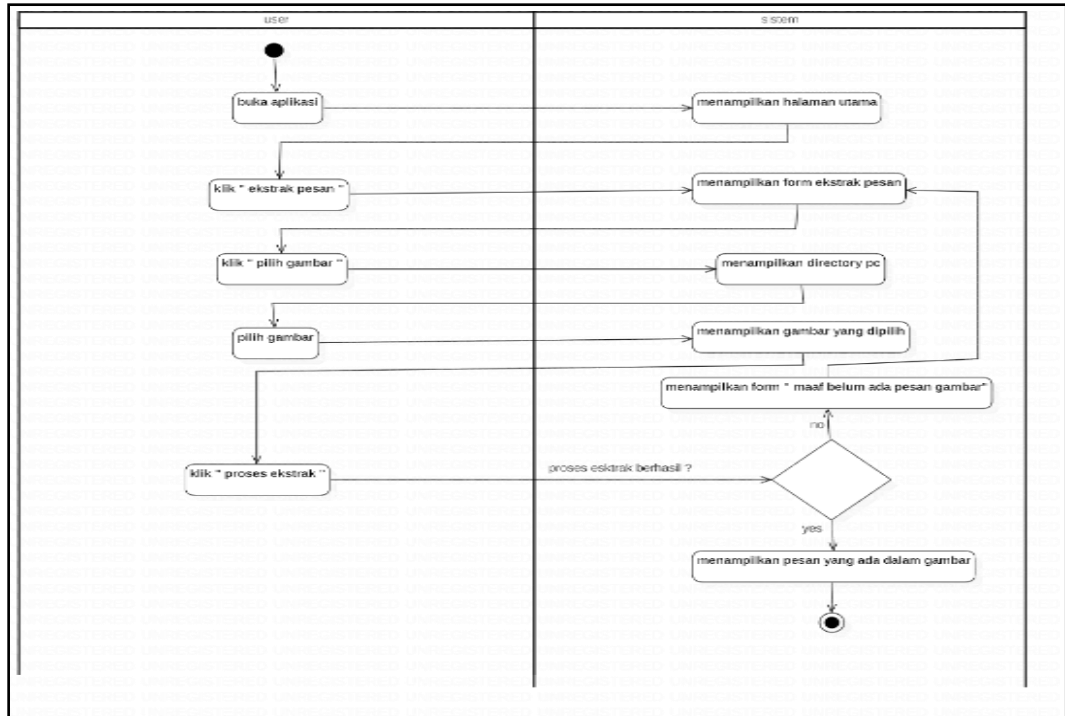 user
sistem
buka aplikasi
menampilkan halaman utama
klik " ekstrak pesan "
menampilkan form ekstrak pesan
klik " pilih gambar "
menampilkan directory pc
pilih gambar
menampilkan gambar yang dipilih
menampilkan form " maaf belum ada pesan gambar"
no
klik " proses ekstrak "
proses esktrak berhasil ?
yes
menampilkan pesan yang ada dalam gambar